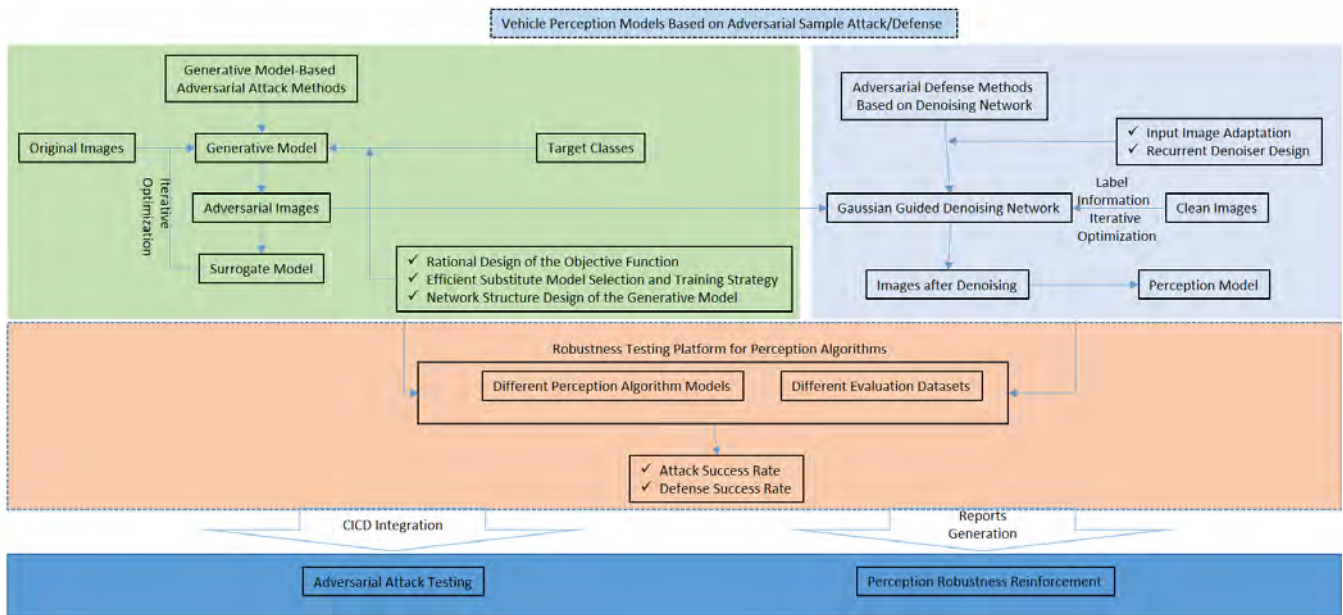 Vehicle Perception Models Based on Adversarial Sample Attack/Defense
Generative Model-Based
Adversarial Attack Methods
Original Images
Generative Model
Target Classes
Iterative
Optimization
Adversarial Images
Surrogate Model
✓ Rational Design of the Objective Function
✓ Efficient Substitute Model Selection and Training Strategy
✓ Network Structure Design of the Generative Model
Adversarial Defense Methods
Based on Denoising Network
✓ Input Image Adaptation
✓ Recurrent Denoiser Design
Gaussian Guided Denoising Network
Label
Information
Iterative
Optimization
Clean Images
Images after Denoising
Perception Model
Robustness Testing Platform for Perception Algorithms
Different Perception Algorithm Models
Different Evaluation Datasets
✓ Attack Success Rate
✓ Defense Success Rate
CICD Integration
Reports
Generation
Adversarial Attack Testing
Perception Robustness Reinforcement